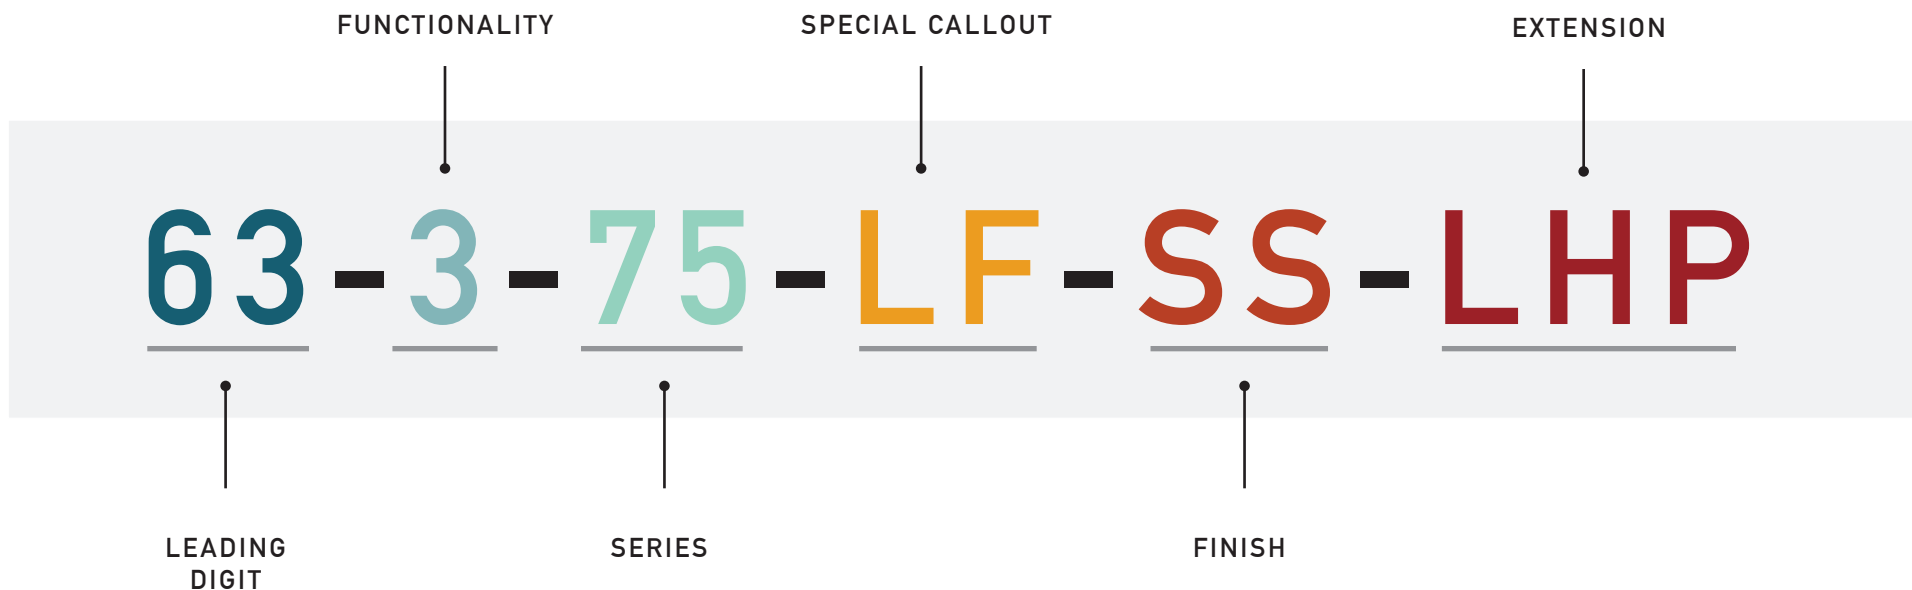 FUNCTIONALITY
SPECIAL CALLOUT
EXTENSION
63-3-75-LF-SS-LHP
LEADING
DIGIT
SERIES
FINISH